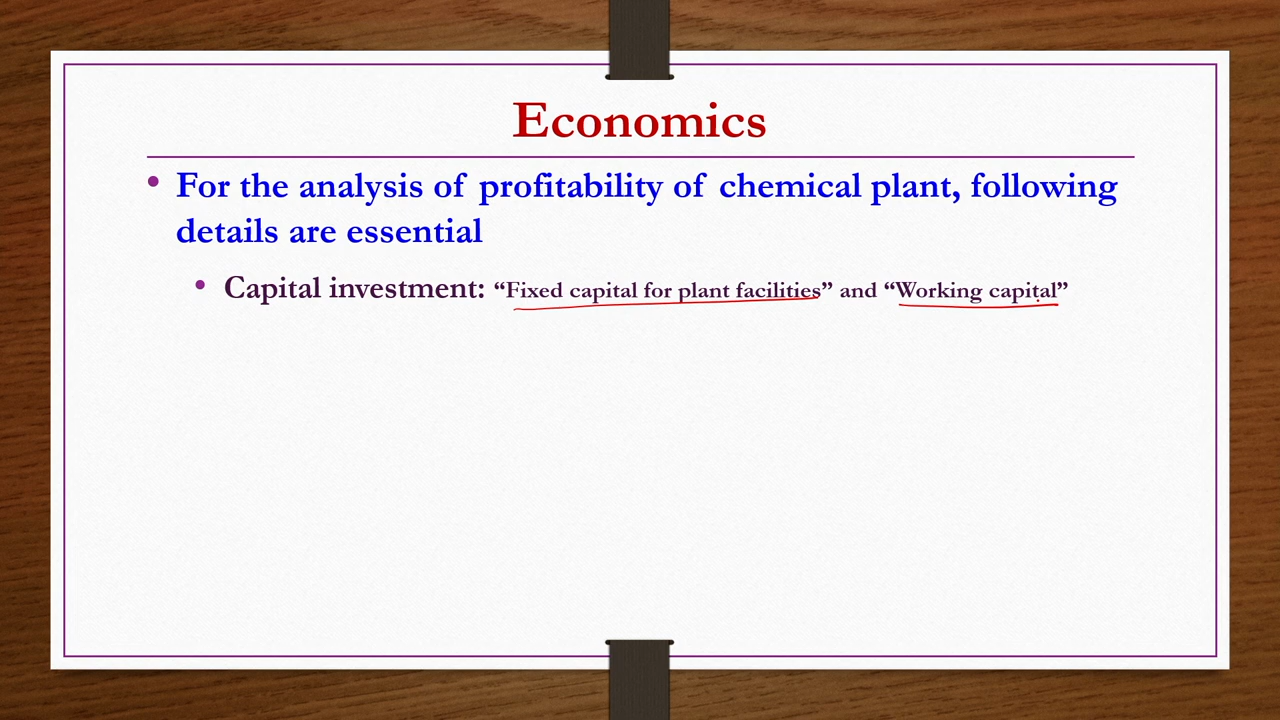 Economics
• For the analysis of profitability of chemical plant, following
details are essential
• Capital investment: “Fixed capital for plant facilities” and “Working capital”